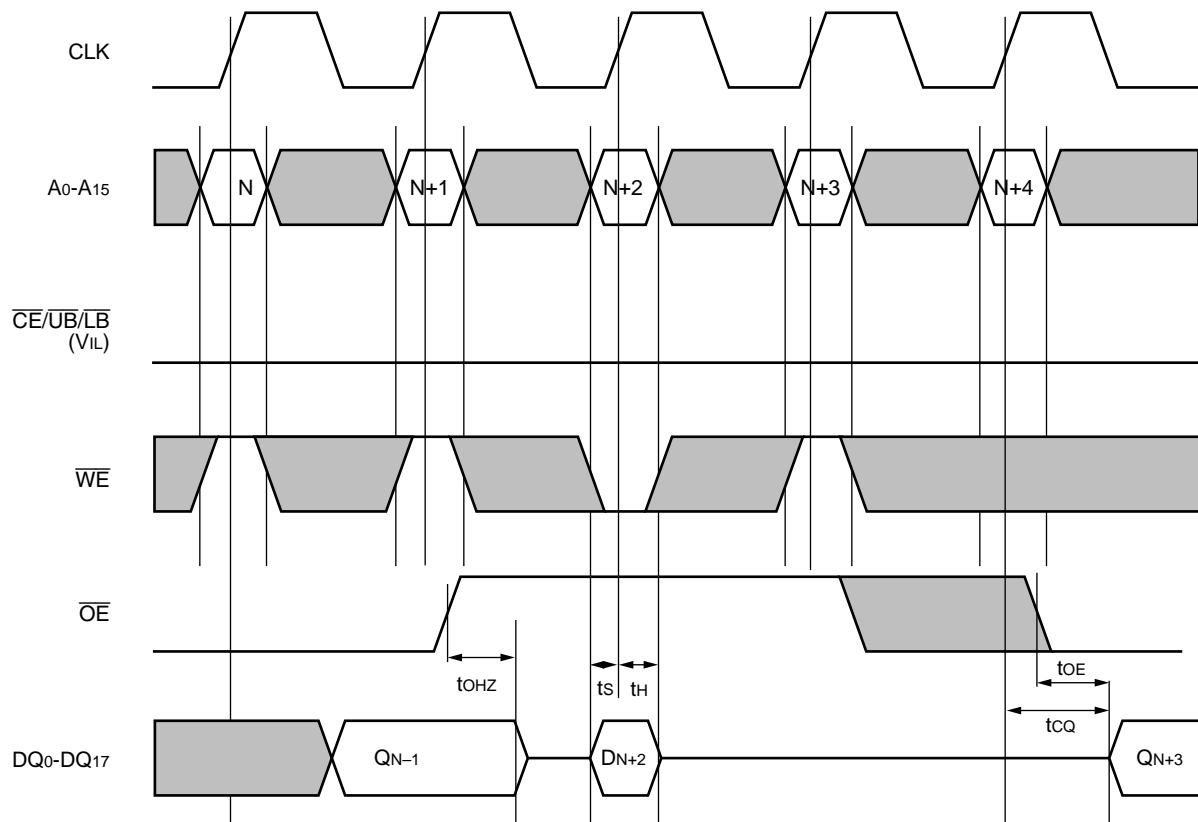 CLK
A0-A15
N
N+1
N+2
N+3
N+4
CE/UB/LB
(VIL)
WE
OE
tOHZ
tS
tH
tOE
tCQ
DQ0-DQ17
QN–1
DN+2
QN+3